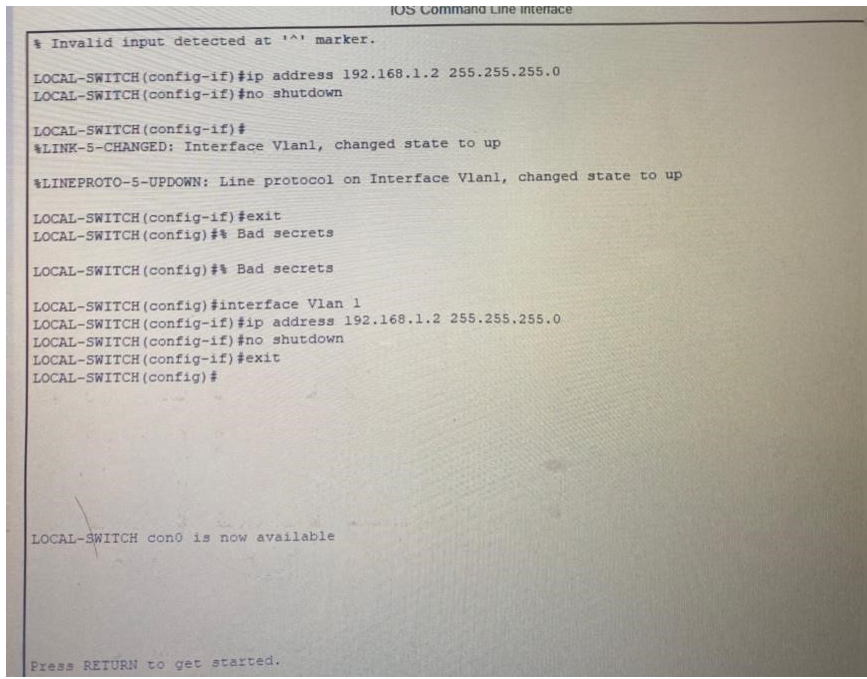 IOS Command Line Interface
% Invalid input detected at '^' marker.
LOCAL-SWITCH(config-if)#ip address 192.168.1.2 255.255.255.0
LOCAL-SWITCH(config-if)#no shutdown
LOCAL-SWITCH(config-if)#
%LINK-5-CHANGED: Interface Vlan1, changed state to up
%LINEPROTO-5-UPDOWN: Line protocol on Interface Vlan1, changed state to up
LOCAL-SWITCH(config-if)#exit
LOCAL-SWITCH(config)#% Bad secrets
LOCAL-SWITCH(config)#% Bad secrets
LOCAL-SWITCH(config)#interface Vlan 1
LOCAL-SWITCH(config-if)#ip address 192.168.1.2 255.255.255.0
LOCAL-SWITCH(config-if)#no shutdown
LOCAL-SWITCH(config-if)#exit
LOCAL-SWITCH(config)#
LOCAL-SWITCH con0 is now available
Press RETURN to get started.